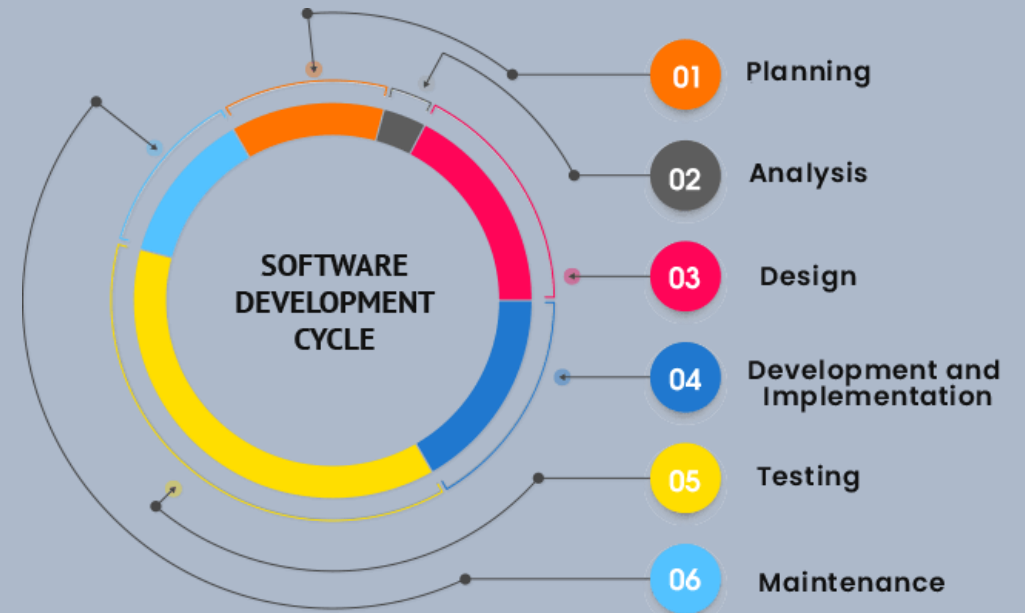 SOFTWARE
DEVELOPMENT
CYCLE
01
Planning
02
Analysis
03
Design
04
Development and
Implementation
05
Testing
06
Maintenance